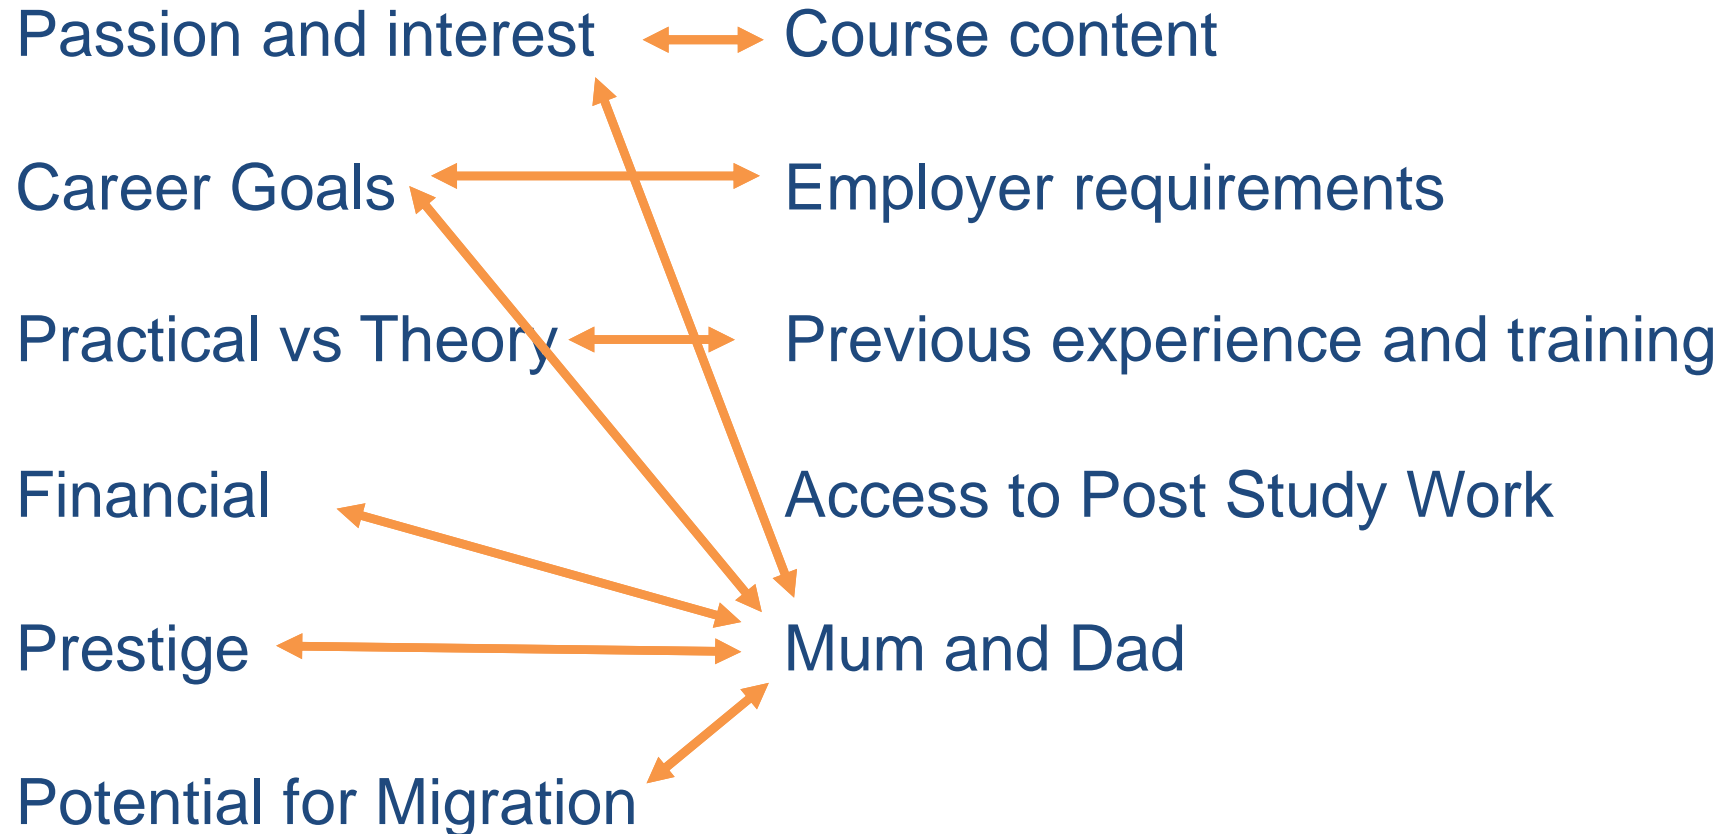 Passion and interest
Course content
Career Goals
Employer requirements
Practical vs Theory
Previous experience and training
Financial
Access to Post Study Work
Prestige
Mum and Dad
Potential for Migration